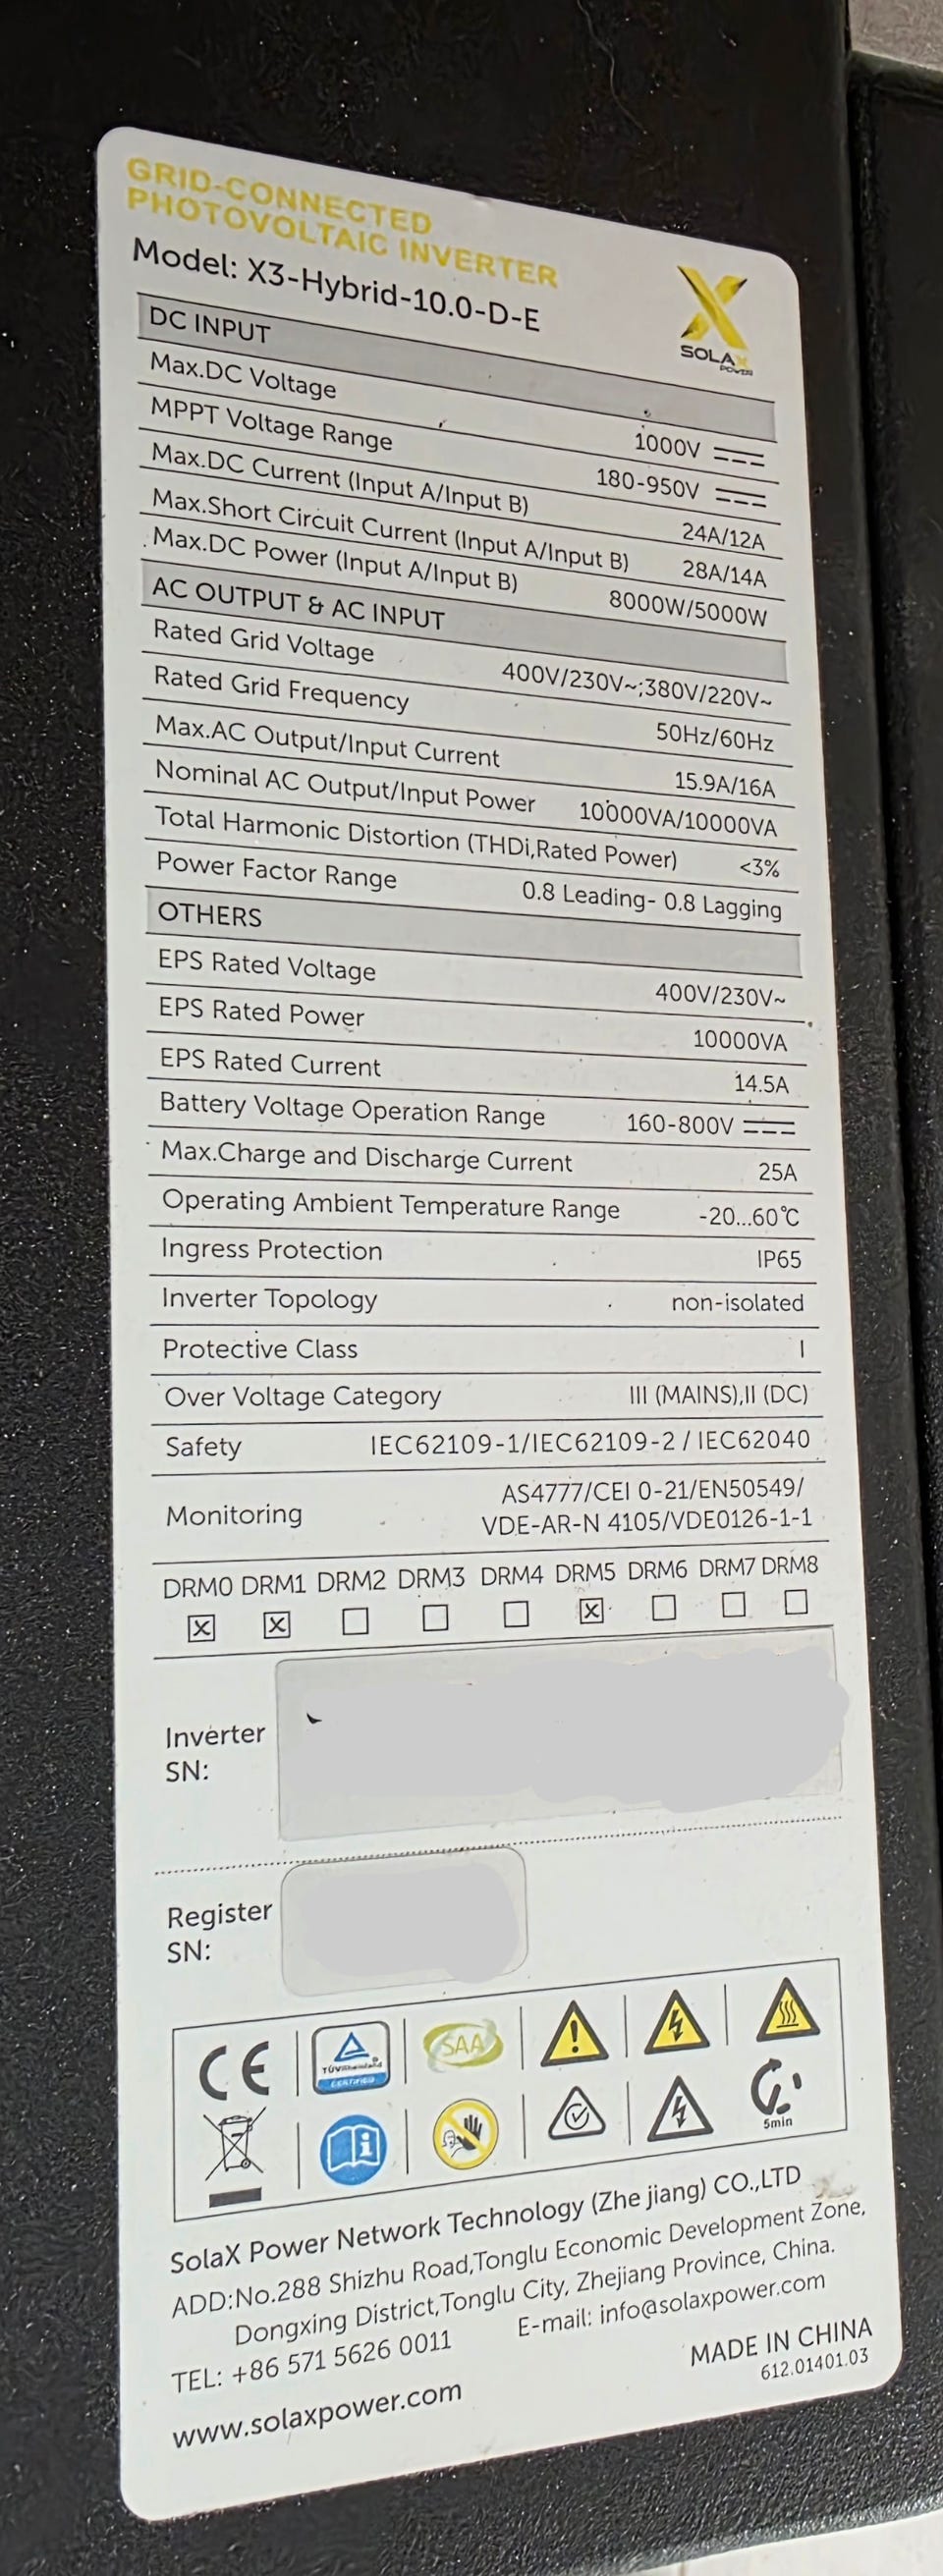 GRID-CONNECTED
PHOTOVOLTAIC INVERTER
Model: X3-Hybrid-10.0-D-E
SOLAX
POWER
DC INPUT
Max.DC Voltage 1000V
MPPT Voltage Range 180-950V
Max.DC Current (Input A/Input B) 24A/12A
Max.Short Circuit Current (Input A/Input B) 28A/14A
Max.DC Power (Input A/Input B) 8000W/5000W
AC OUTPUT & AC INPUT
Rated Grid Voltage 400V/230V~;380V/220V~
Rated Grid Frequency 50Hz/60Hz
Max.AC Output/Input Current 15.9A/16A
Nominal AC Output/Input Power 10000VA/10000VA
Total Harmonic Distortion (THDi,Rated Power) <3%
Power Factor Range 0.8 Leading- 0.8 Lagging
OTHERS
EPS Rated Voltage 400V/230V~
EPS Rated Power 10000VA
EPS Rated Current 14.5A
Battery Voltage Operation Range 160-800V
Max.Charge and Discharge Current 25A
Operating Ambient Temperature Range -20...60℃
Ingress Protection IP65
Inverter Topology non-isolated
Protective Class I
Over Voltage Category III (MAINS),II (DC)
Safety IEC62109-1/IEC62109-2 / IEC62040
Monitoring AS4777/CEI 0-21/EN50549/
VDE-AR-N 4105/VDE0126-1-1
DRM0 DRM1 DRM2 DRM3 DRM4 DRM5 DRM6 DRM7 DRM8
Inverter
SN:
Register
SN:
CE
TÜVRheinland
CERTIFIED
SAA
5min
SolaX Power Network Technology (Zhe jiang) CO.,LTD
ADD:No.288 Shizhu Road,Tonglu Economic Development Zone,
Dongxing District,Tonglu City, Zhejiang Province, China.
TEL: +86 571 5626 0011 E-mail: info@solaxpower.com
www.solaxpower.com MADE IN CHINA
612.01401.03